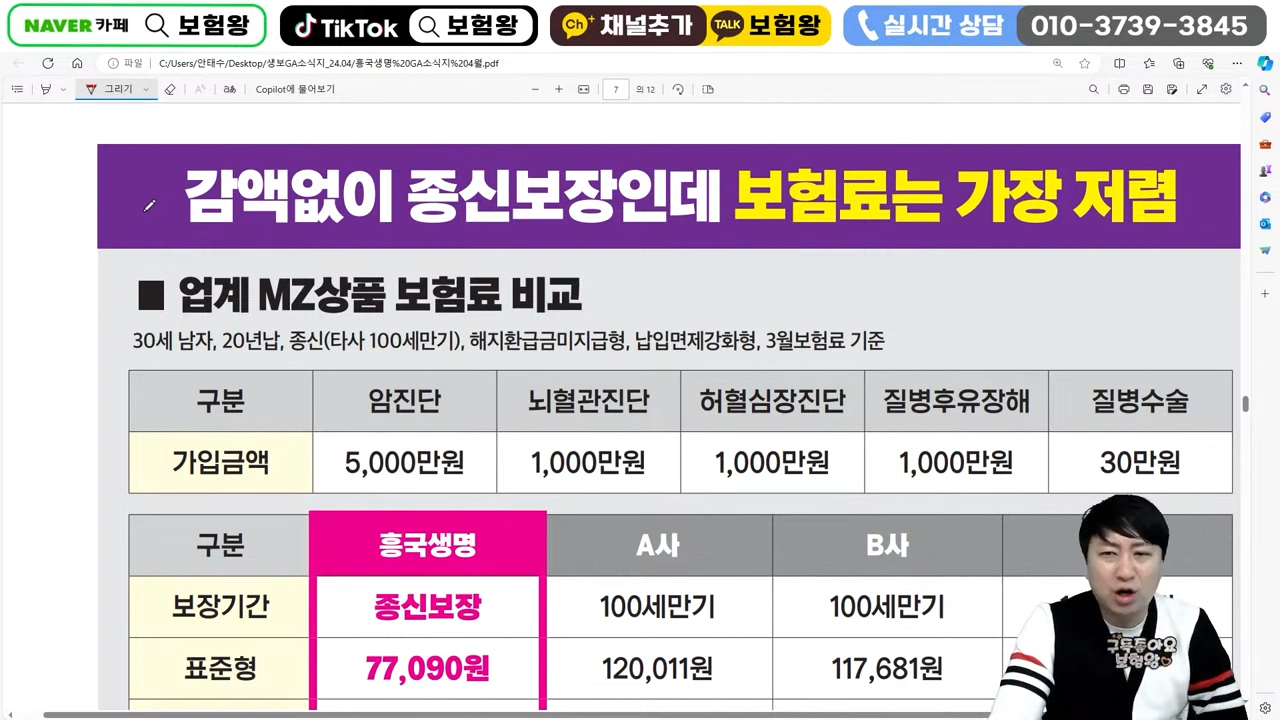 NAVER 카페 보험왕 TikTok 보험왕 Ch+ 채널추가 TALK 보험왕 실시간 상담 010-3739-3845
파일 C:/Users/안태수/Desktop/생보GA소식지_24.04/흥국생명%20GA소식지%204월.pdf
그리기 Copilot에 물어보기 7 의 12
감액없이 종신보장인데 보험료는 가장 저렴
■ 업계 MZ상품 보험료 비교
30세 남자, 20년납, 종신(타사 100세만기), 해지환급금미지급형, 납입면제강화형, 3월보험료 기준
구분 암진단 뇌혈관진단 허혈심장진단 질병후유장해 질병수술
가입금액 5,000만원 1,000만원 1,000만원 1,000만원 30만원
구분 흥국생명 A사 B사
보장기간 종신보장 100세만기 100세만기
표준형 77,090원 120,011원 117,681원
구독좋아요
보험왕